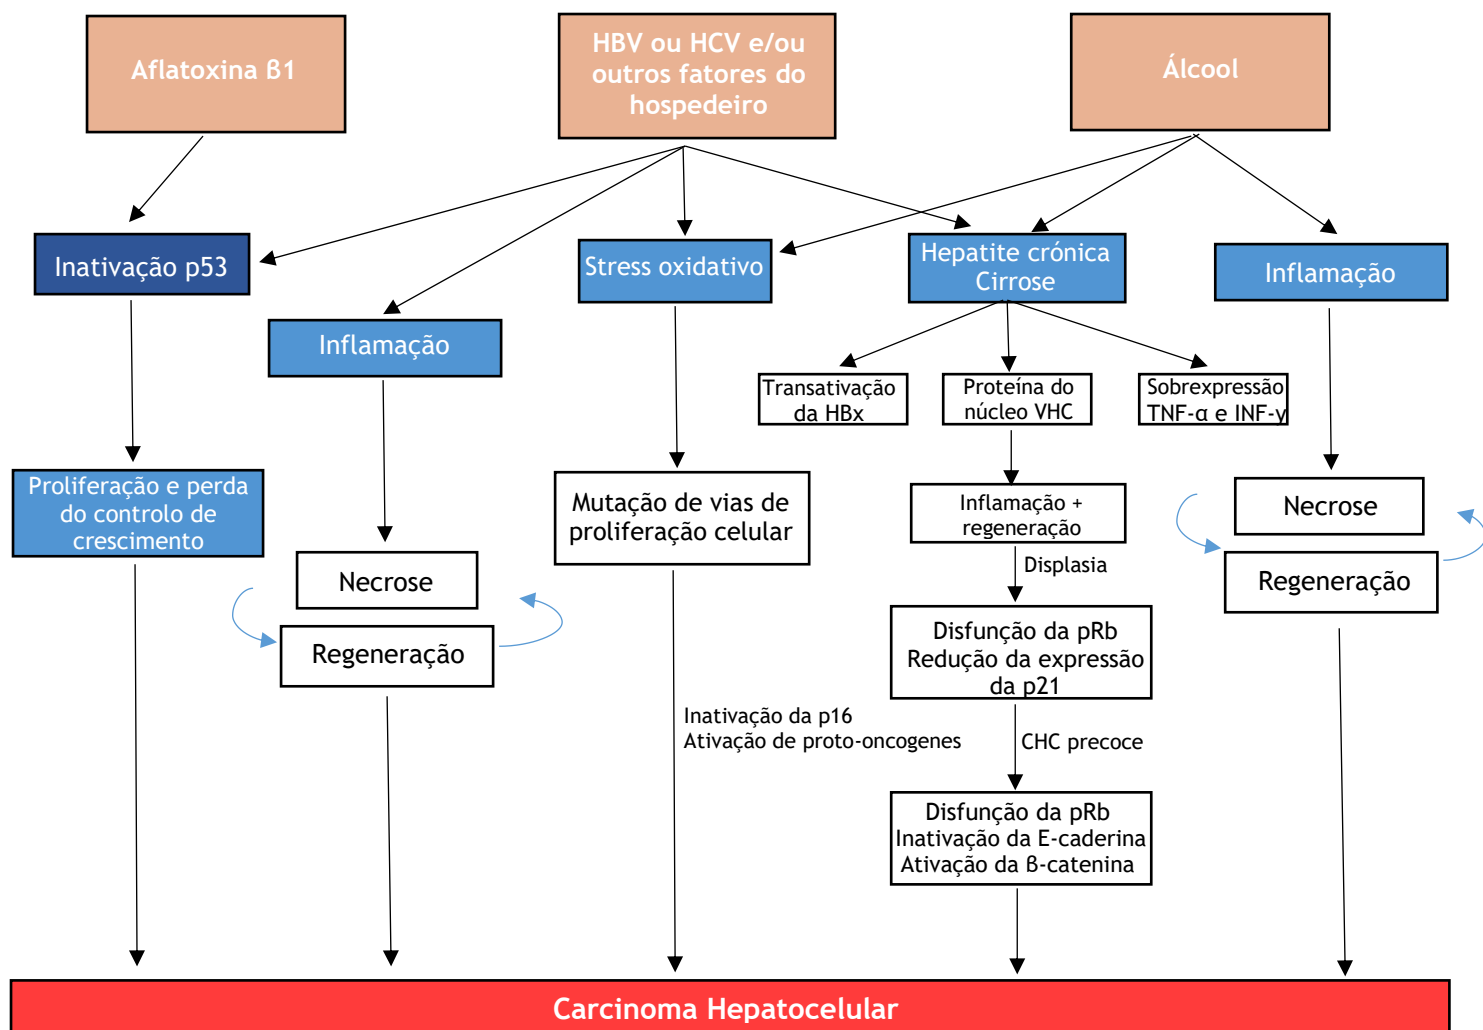 Aflatoxina ß1
HBV ou HCV e/ou
outros fatores do
hospedeiro
Álcool
Inativação p53
Stress oxidativo
Hepatite crónica
Cirrose
Inflamação
Inflamação
Transativação
da HBx
Proteína do
núcleo VHC
Sobrexpressão
TNF-α e INF-γ
Proliferação e perda
do controlo de
crescimento
Mutação de vias de
proliferação celular
Inflamação +
regeneração
Necrose
Regeneração
Displasia
Necrose
Regeneração
Disfunção da pRb
Redução da expressão
da p21
Inativação da p16
Ativação de proto-oncogenes
CHC precoce
Disfunção da pRb
Inativação da E-caderina
Ativação da ß-catenina
Carcinoma Hepatocelular